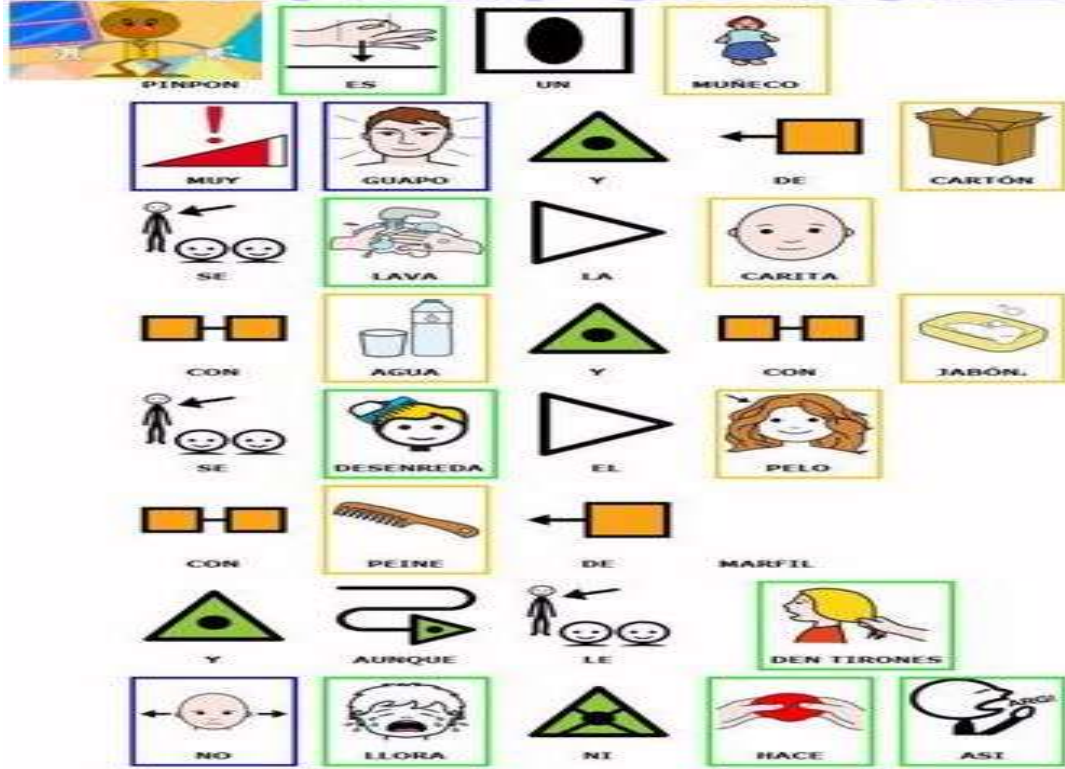 PINPON ES UN MUÑECO
MUY GUAPO Y DE CARTÓN
SE LAVA LA CARITA
CON AGUA Y CON JABÓN.
SE DESENREDA EL PELO
CON PEINE DE MARFIL
Y AUNQUE LE DEN TIRONES
ARG!
NO LLORA NI HACE ASI